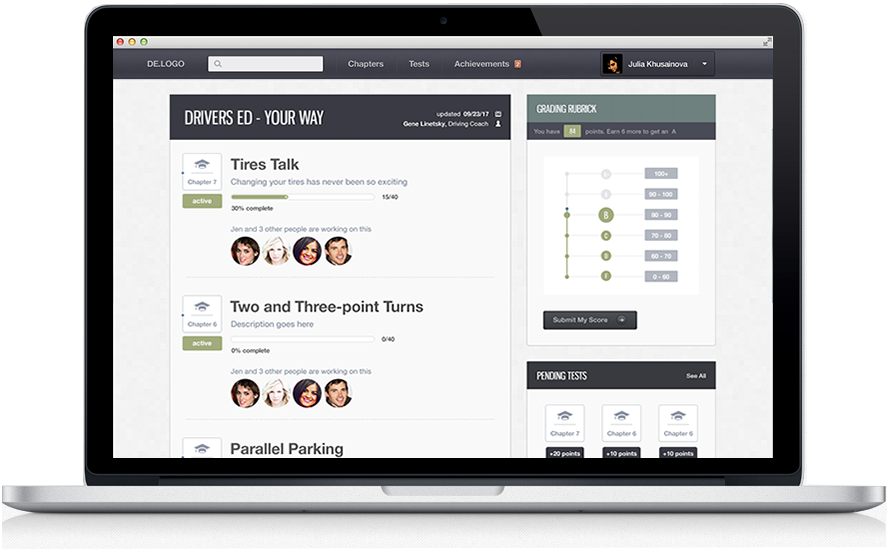 DE.LOGO
Chapters
Tests
Achievements
Julia Khusainova
DRIVERS ED - YOUR WAY
updated 09/23/17
Gene Linetsky, Driving Coach
Chapter 7
active
Tires Talk
Changing your tires has never been so exciting
15/40
30% complete
Jen and 3 other people are working on this
Chapter 6
active
Two and Three-point Turns
Description goes here
0/40
0% complete
Jen and 3 other people are working on this
Parallel Parking
GRADING RUBRICK
You have points. Earn 6 more to get an A
100+
90 - 100
B 80 - 90
C 70 - 80
D 60 - 70
F 0 - 60
Submit My Score
PENDING TESTS
See All
Chapter 7
Chapter 6
Chapter 6
+20 points
+10 points
+10 points